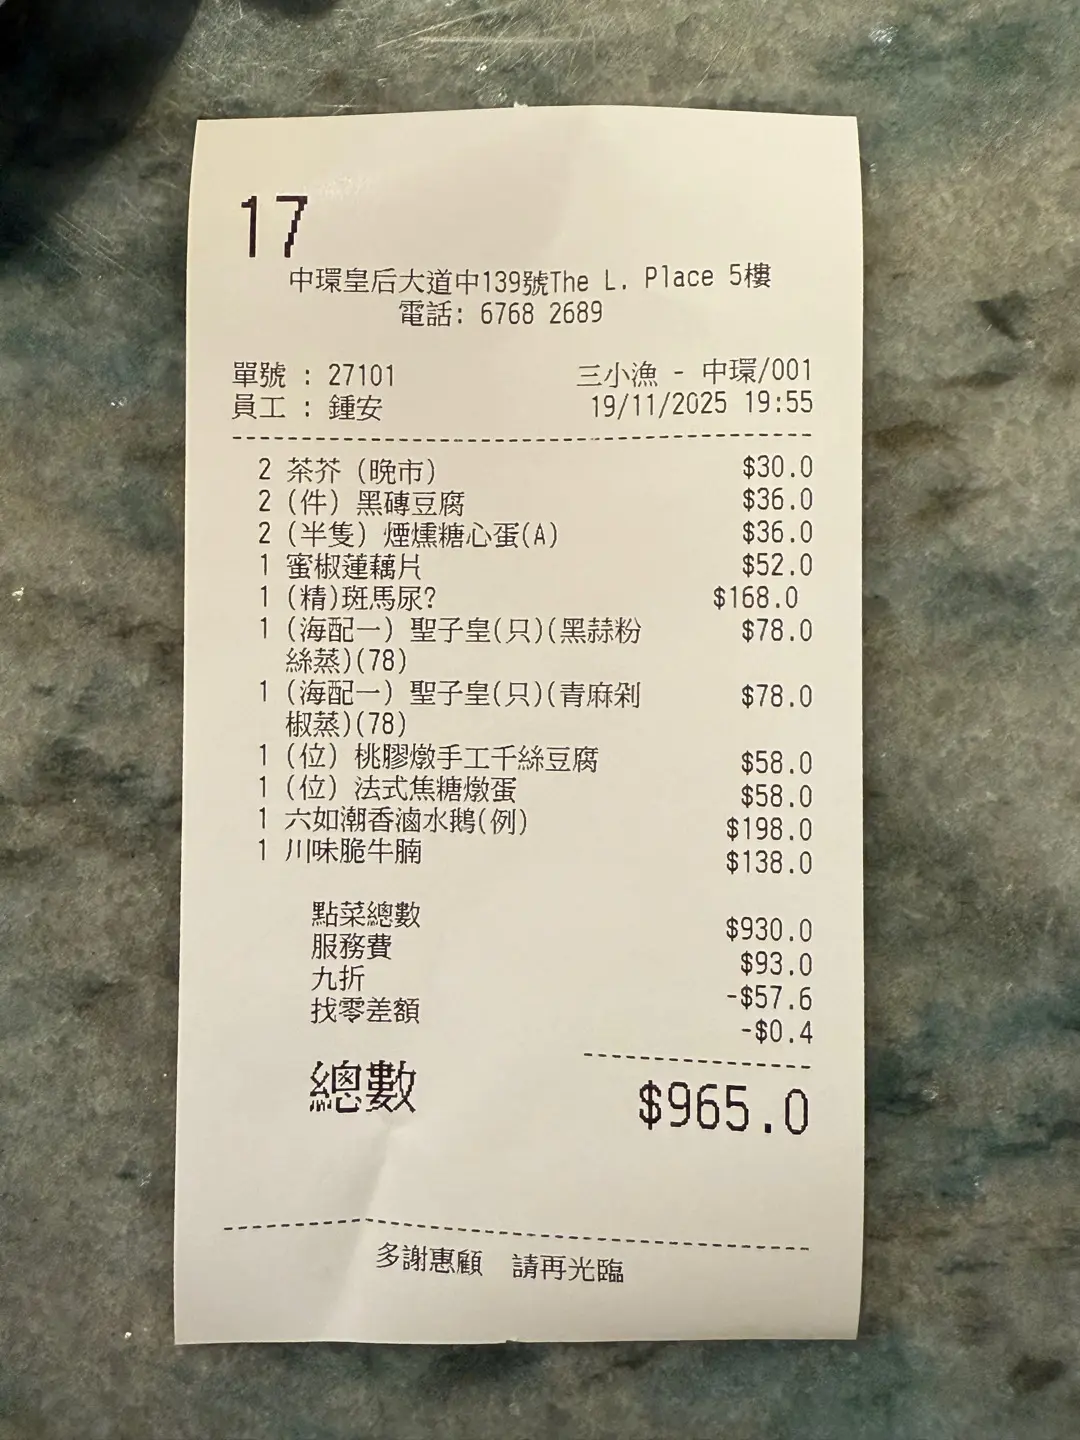 17
中環皇后大道中139號The L. Place 5樓
電話: 6768 2689
單號 : 27101 三小漁 - 中環/001
員工 : 鍾安 19/11/2025 19:55
2 茶芥 (晚市) $30.0
2 (件) 黑磚豆腐 $36.0
2 (半隻) 煙燻糖心蛋(A) $36.0
1 蜜椒蓮藕片 $52.0
1 (精)斑馬尿? $168.0
1 (海配一) 聖子皇(只)(黑蒜粉 $78.0
絲蒸)(78)
1 (海配一) 聖子皇(只)(青麻剁 $78.0
椒蒸)(78)
1 (位) 桃膠燉手工千絲豆腐 $58.0
1 (位) 法式焦糖燉蛋 $58.0
1 六如潮香滷水鵝(例) $198.0
1 川味脆牛腩 $138.0
點菜總數 $930.0
服務費 $93.0
九折 -$57.6
找零差額 -$0.4
總數 $965.0
多謝惠顧 請再光臨